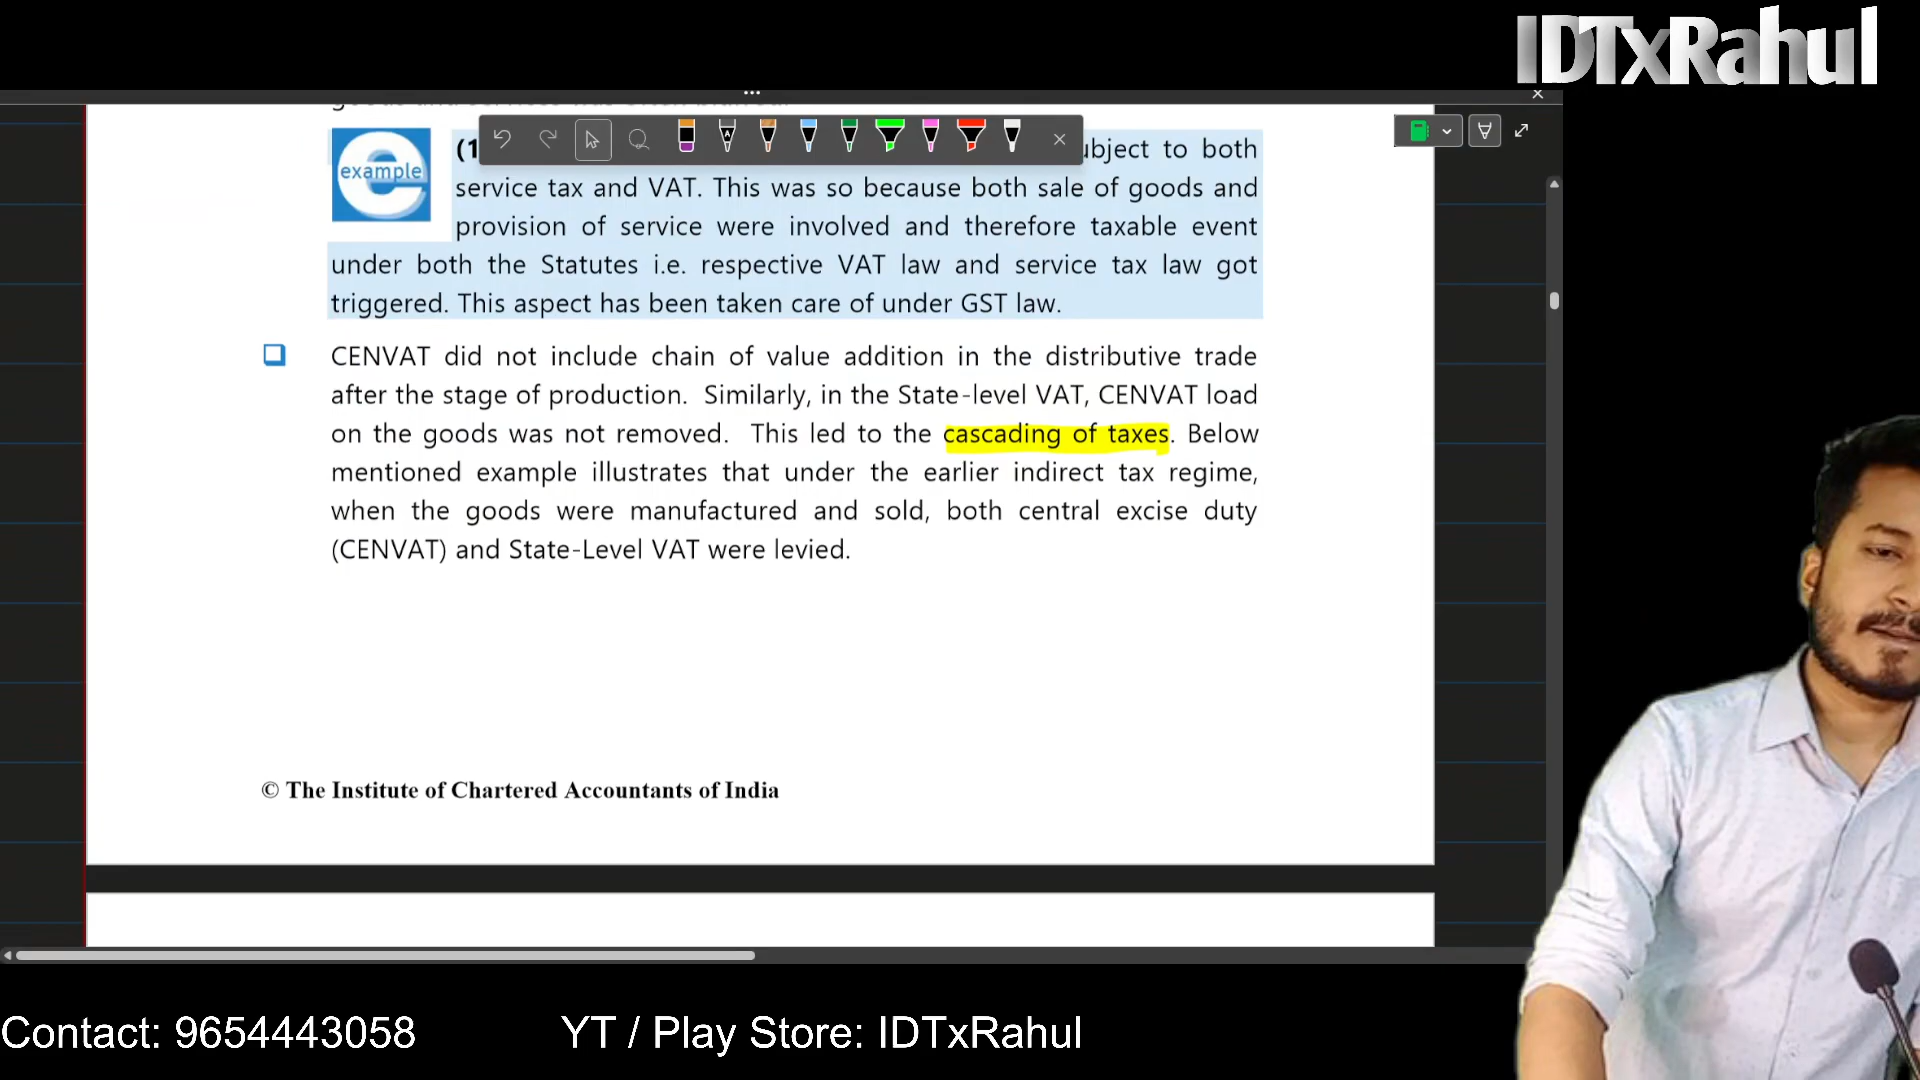 IDTxRahul
example
(1
ubject to both
service tax and VAT. This was so because both sale of goods and
provision of service were involved and therefore taxable event
under both the Statutes i.e. respective VAT law and service tax law got
triggered. This aspect has been taken care of under GST law.
CENVAT did not include chain of value addition in the distributive trade
after the stage of production. Similarly, in the State-level VAT, CENVAT load
on the goods was not removed. This led to the cascading of taxes. Below
mentioned example illustrates that under the earlier indirect tax regime,
when the goods were manufactured and sold, both central excise duty
(CENVAT) and State-Level VAT were levied.
© The Institute of Chartered Accountants of India
Contact: 9654443058
YT / Play Store: IDTxRahul